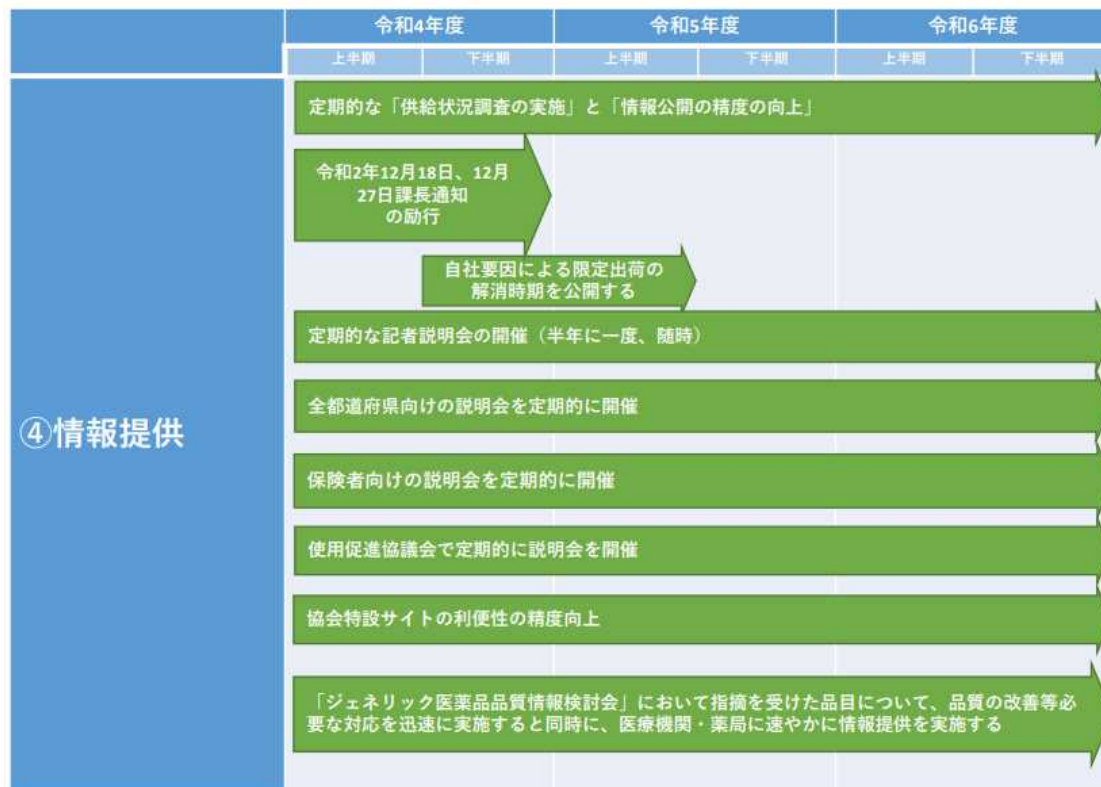 令和4年度 令和5年度 令和6年度
上半期 下半期 上半期 下半期 上半期 下半期
④情報提供
定期的な「供給状況調査の実施」と「情報公開の精度の向上」
令和2年12月18日、12月
27日課長通知
の励行
自社要因による限定出荷の
解消時期を公開する
定期的な記者説明会の開催（半年に一度、随時）
全都道府県向けの説明会を定期的に開催
保険者向けの説明会を定期的に開催
使用促進協議会で定期的に説明会を開催
協会特設サイトの利便性の精度向上
「ジェネリック医薬品品質情報検討会」において指摘を受けた品目について、品質の改善等必
要な対応を迅速に実施すると同時に、医療機関・薬局に速やかに情報提供を実施する